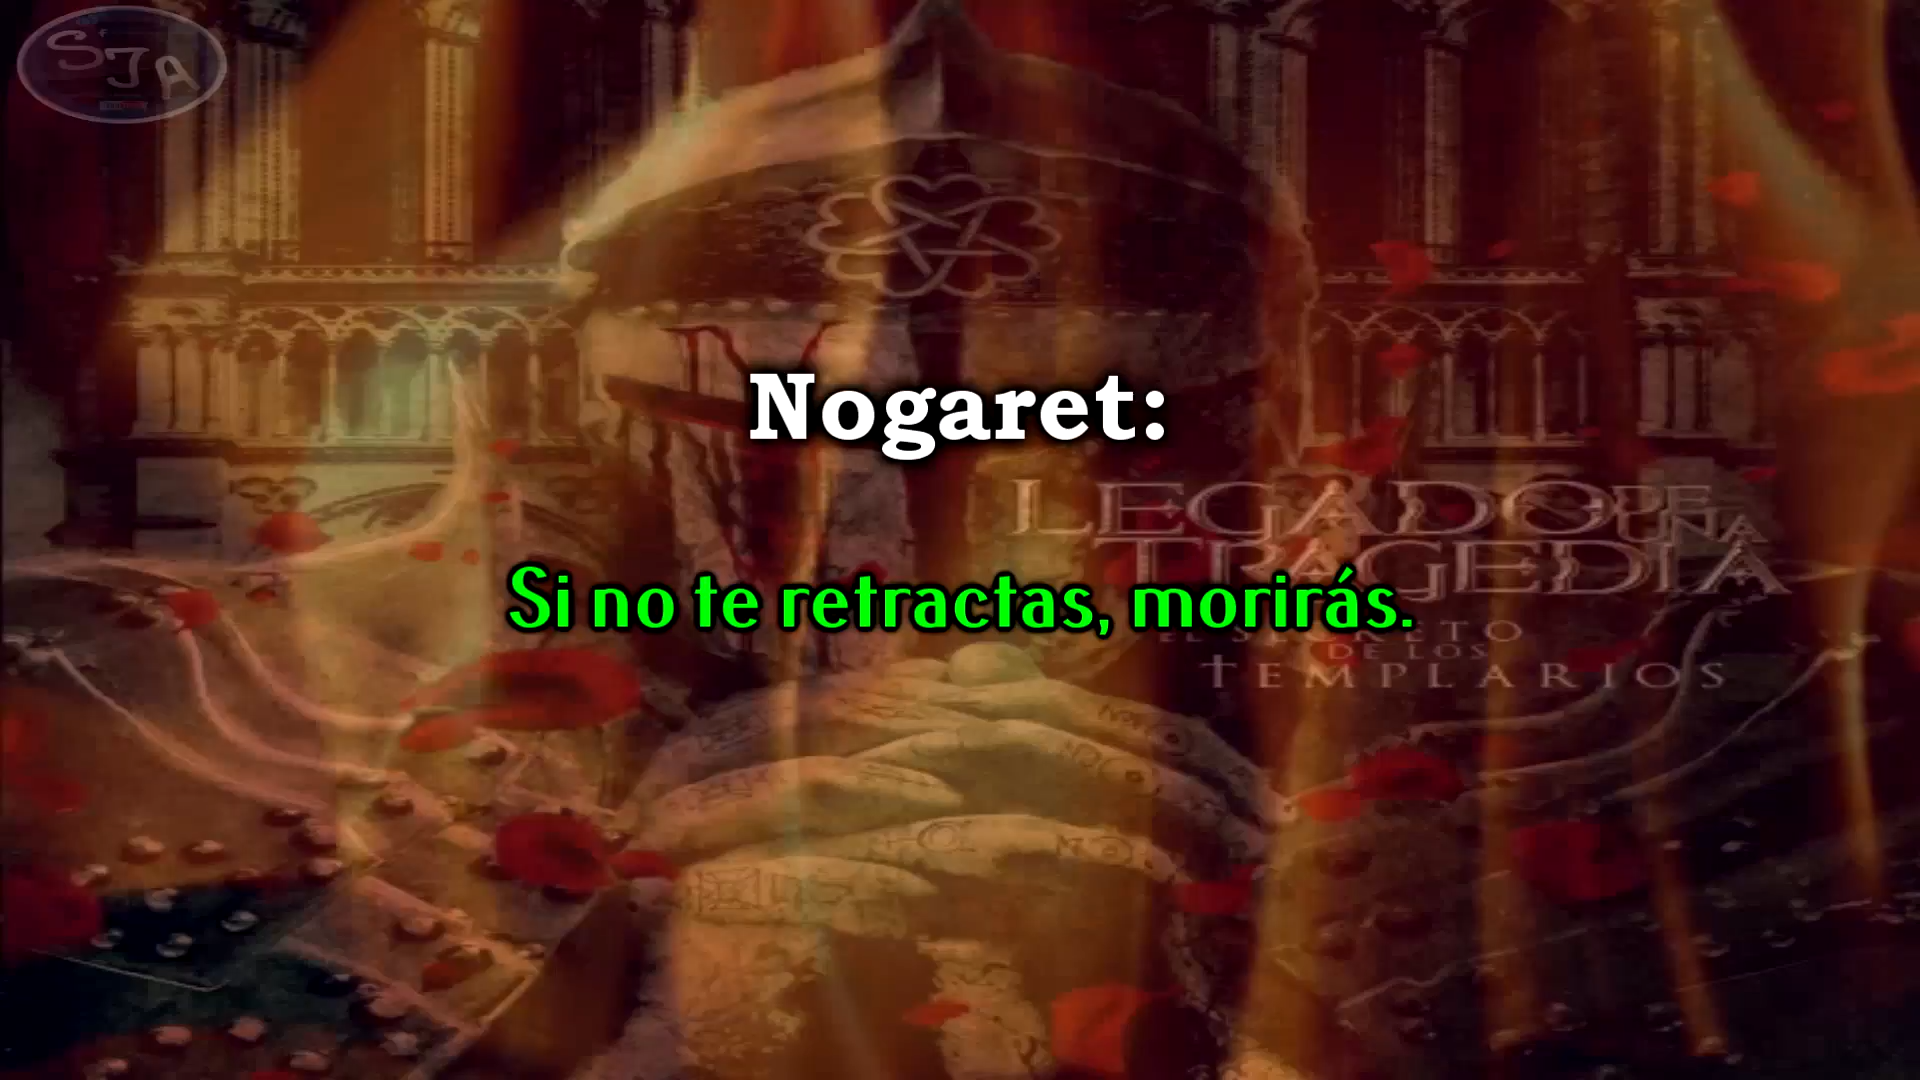 SJA
Nogaret:
LEGADO DE UNA
TRAGEDIA
Si no te retractas, morirás.
EL SECRETO
DE LOS
TEMPLARIOS